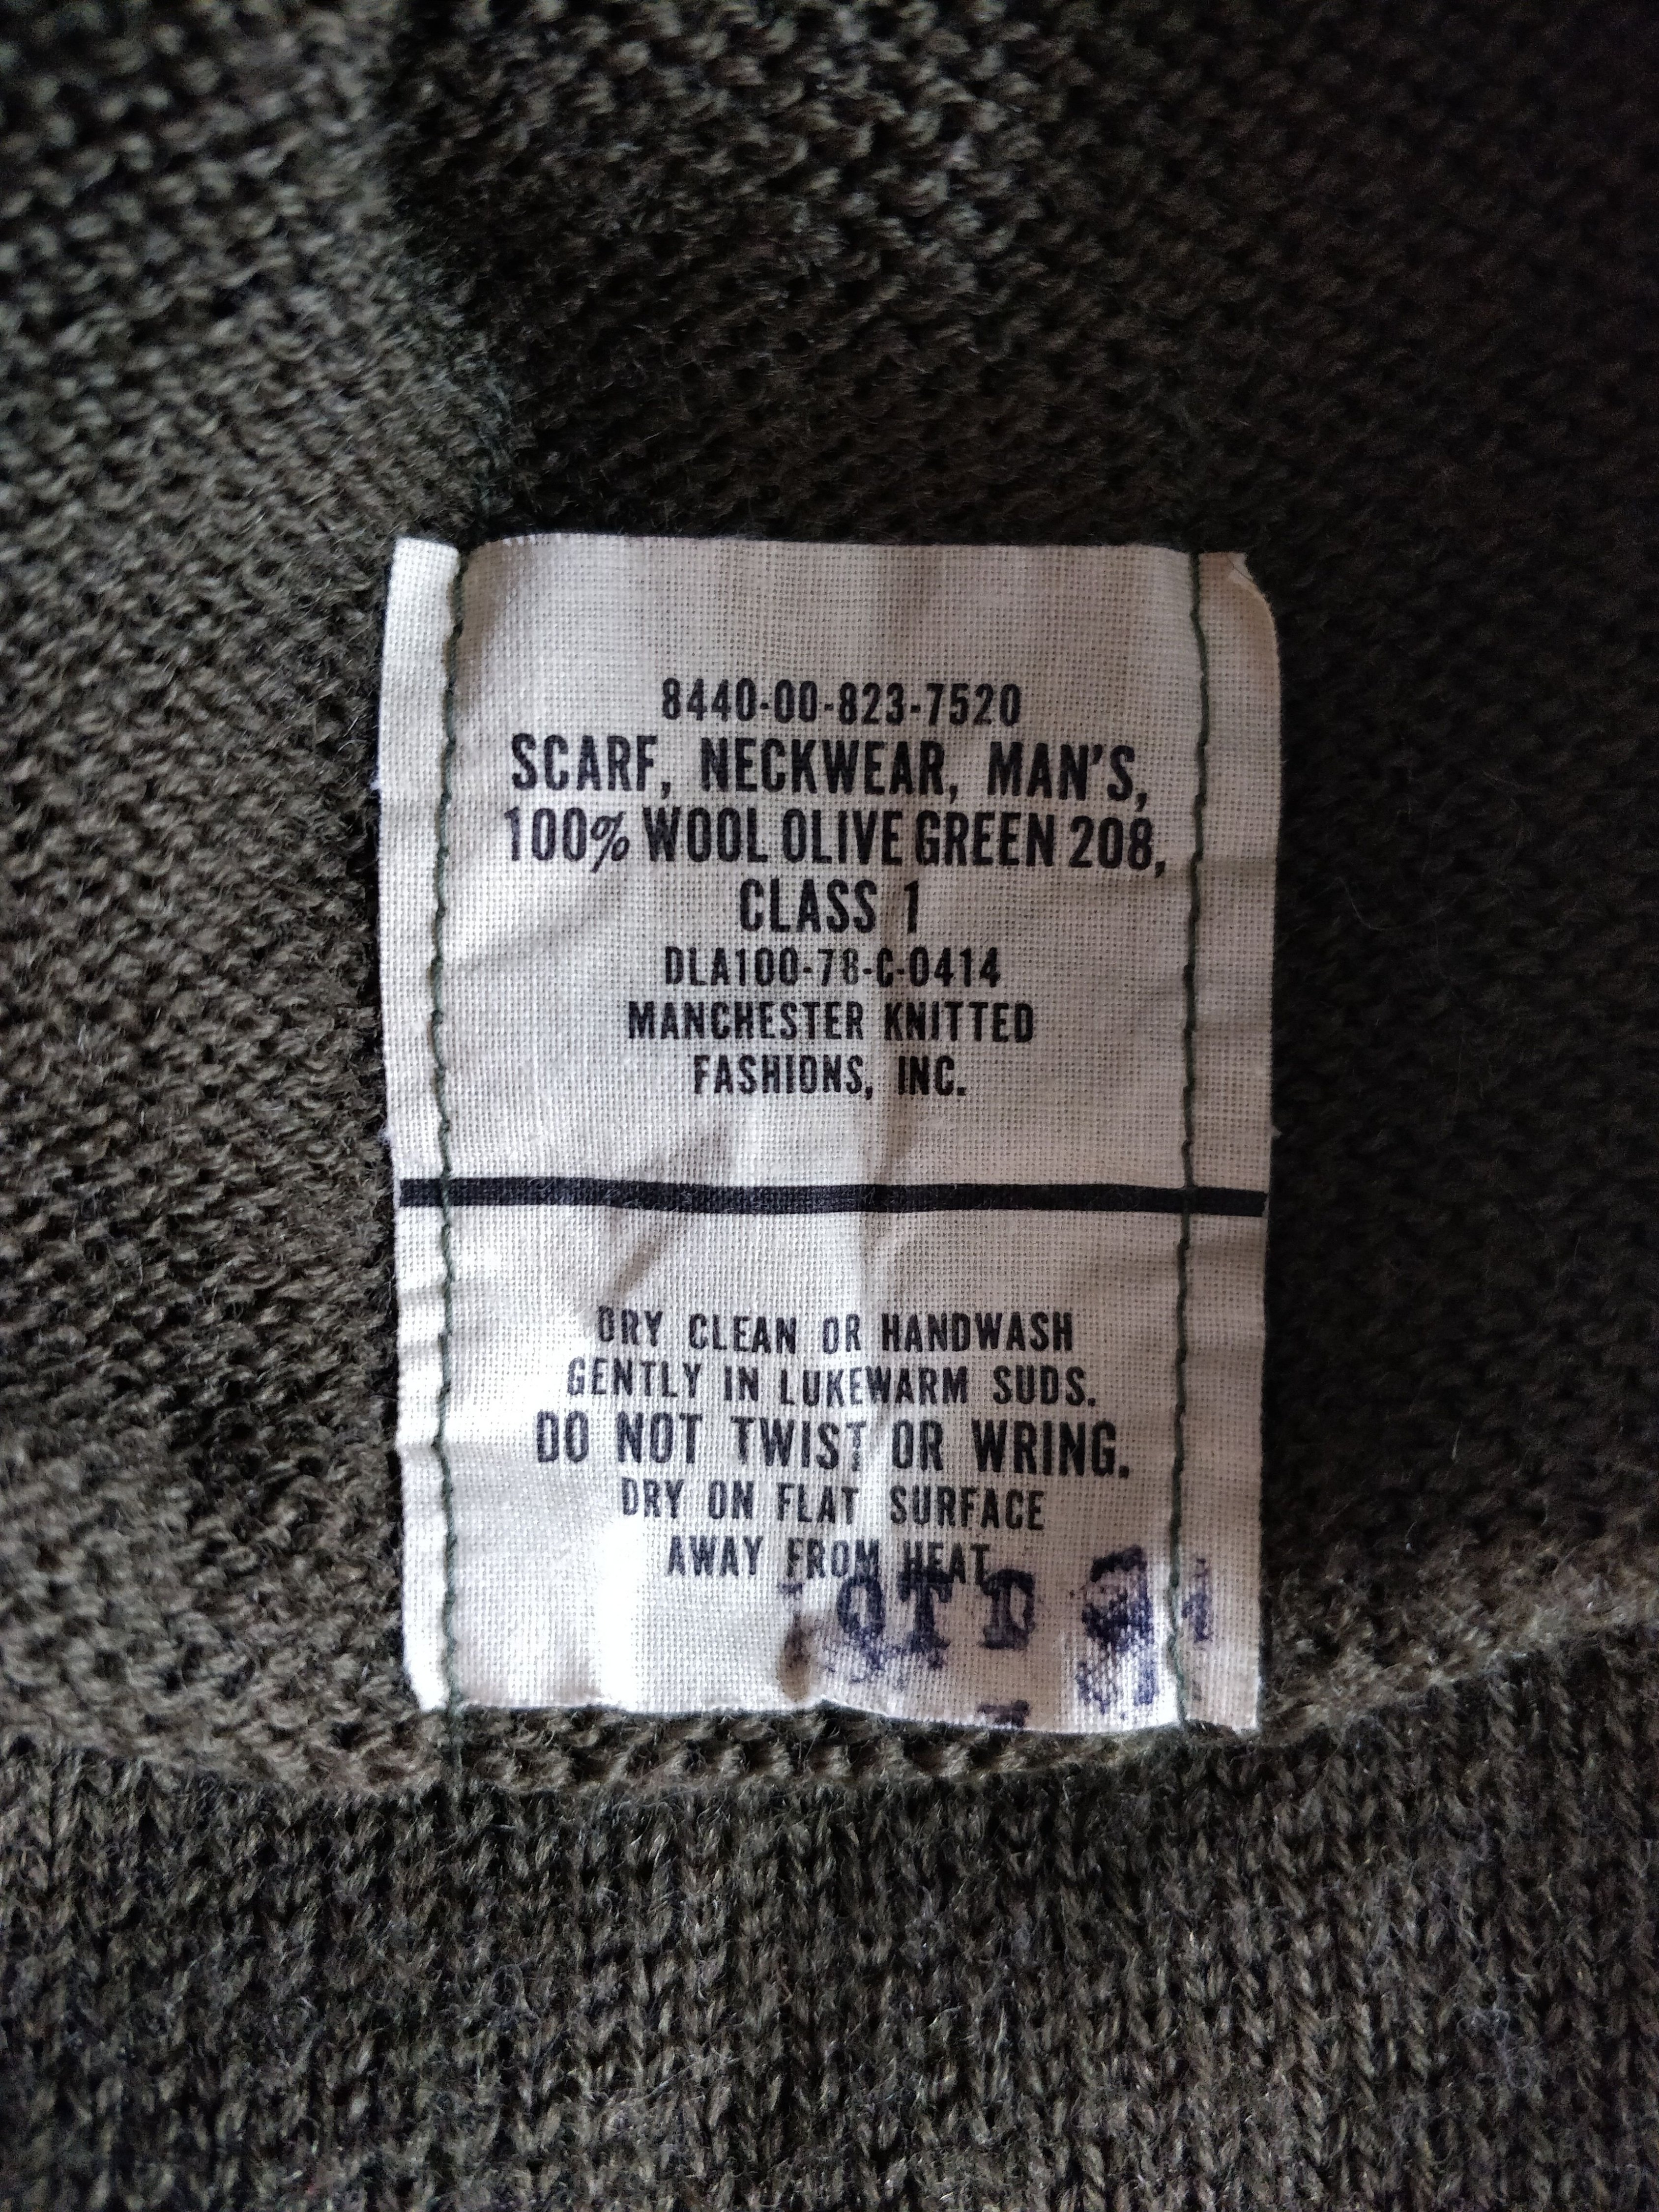 8440-00-823-7520
SCARF, NECKWEAR, MAN'S,
100% WOOL OLIVE GREEN 208,
CLASS 1
DLA100-78-C-0414
MANCHESTER KNITTED
FASHIONS, INC.
DRY CLEAN OR HANDWASH
GENTLY IN LUKEWARM SUDS.
DO NOT TWIST OR WRING.
DRY ON FLAT SURFACE
AWAY FROM HEAT